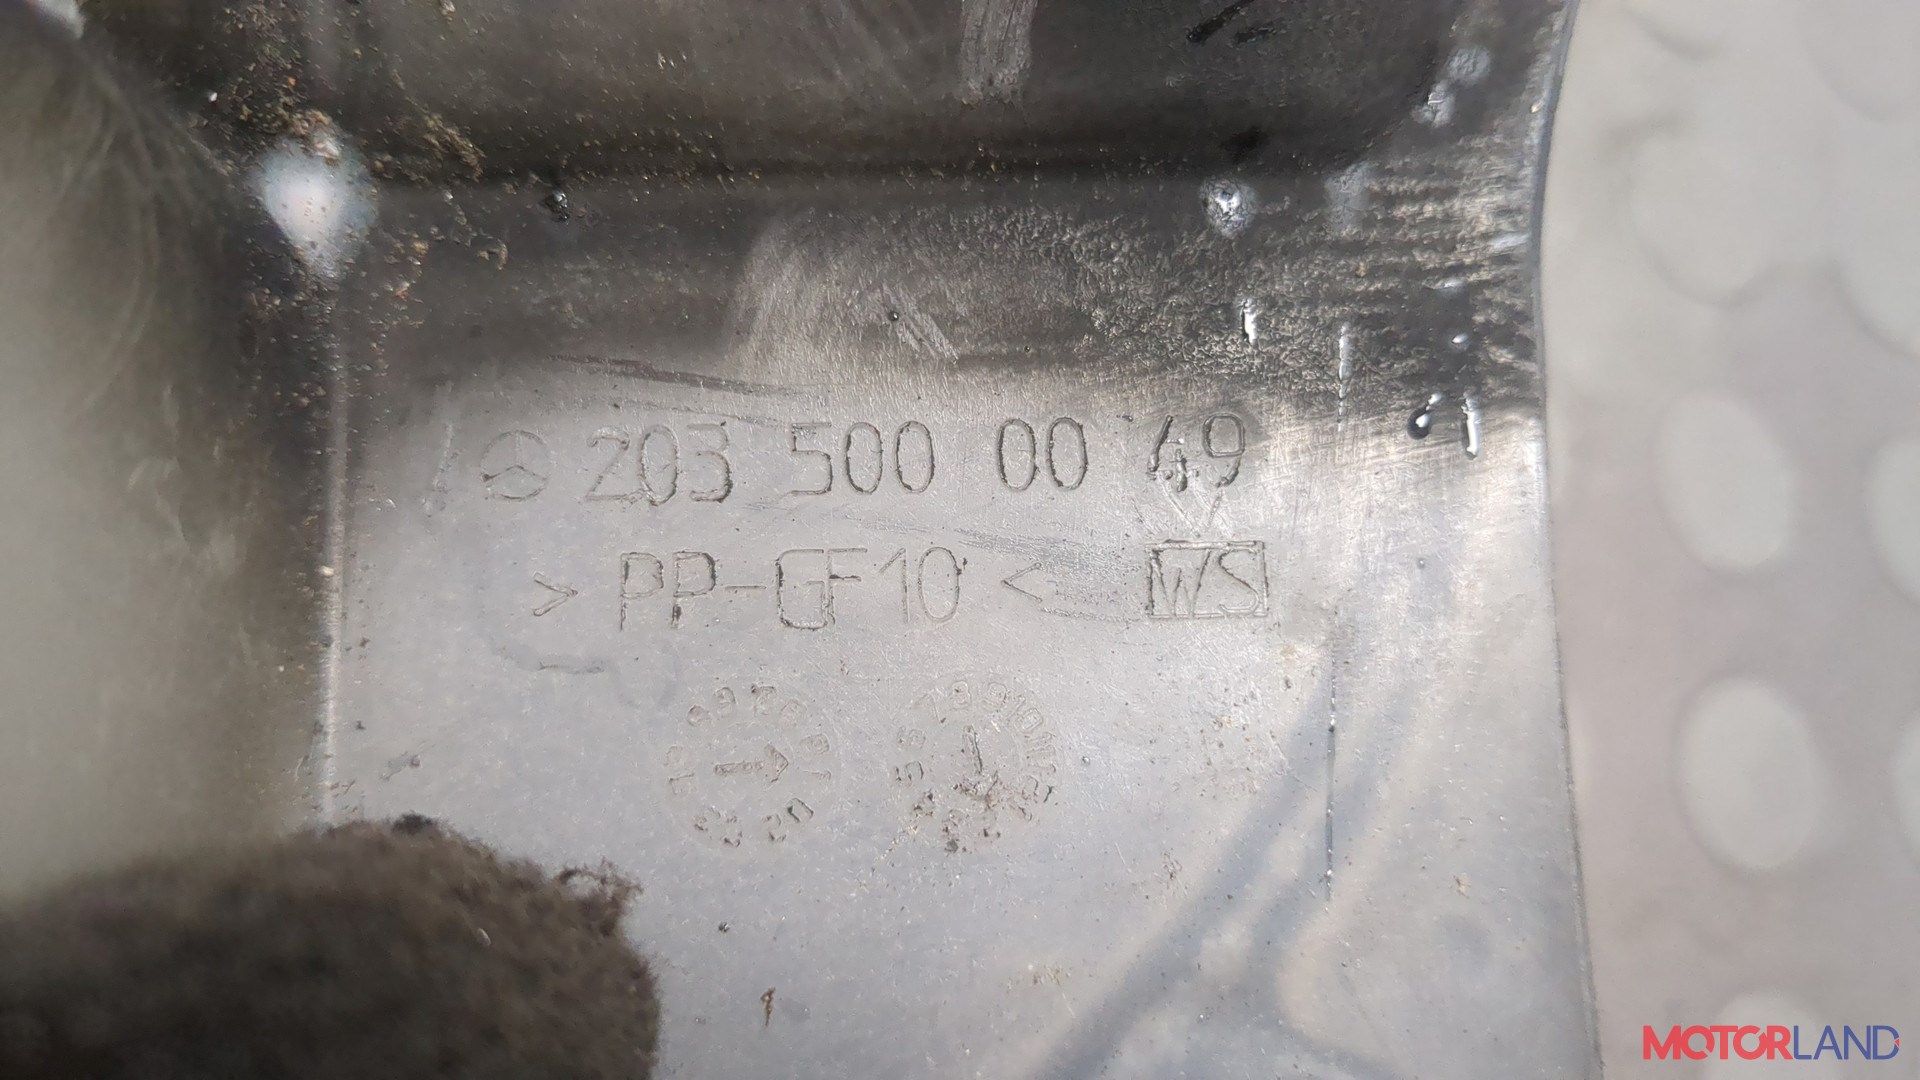 203 500 00 49
> PP-GF10 < WS
MOTORLAND